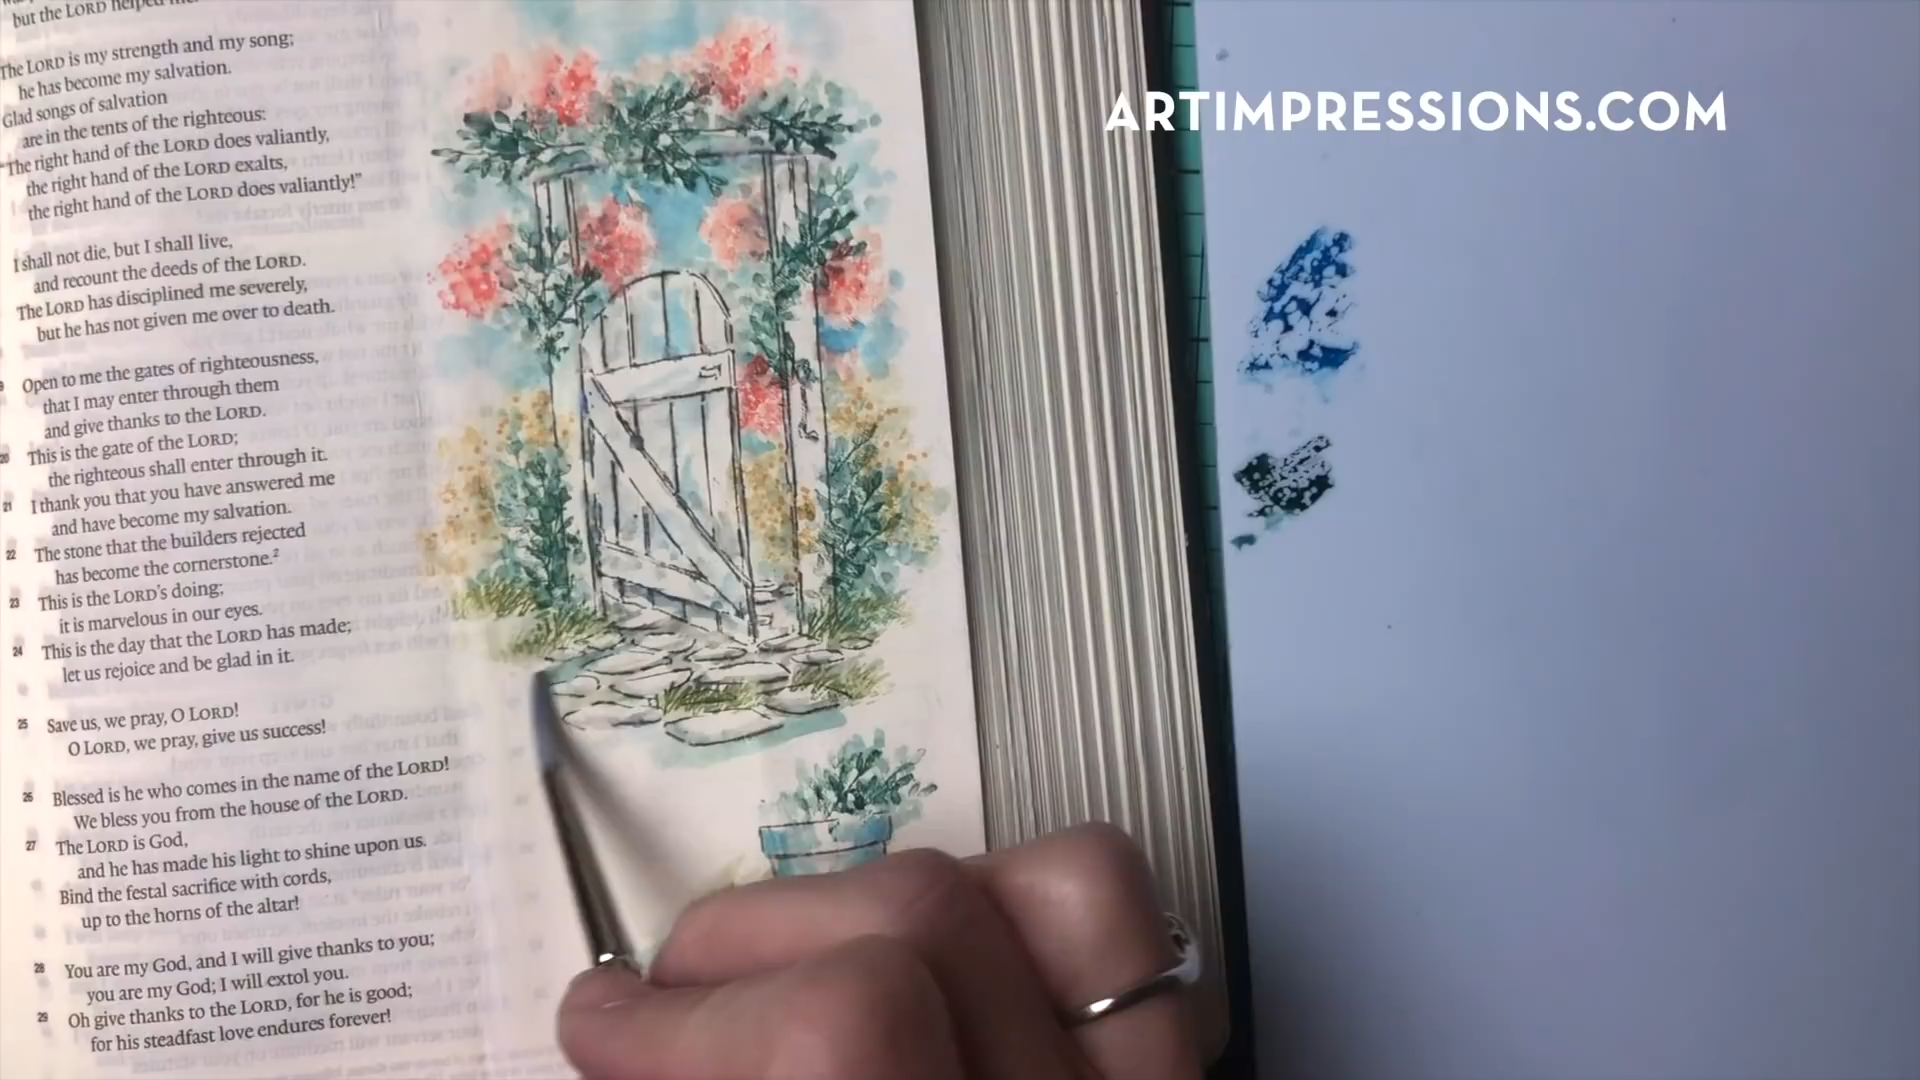 but the LORD helped me.
The LORD is my strength and my song;
he has become my salvation.
Glad songs of salvation
are in the tents of the righteous:
"The right hand of the LORD does valiantly,
the right hand of the LORD exalts,
the right hand of the LORD does valiantly!"
I shall not die, but I shall live,
and recount the deeds of the LORD.
The LORD has disciplined me severely,
but he has not given me over to death.
Open to me the gates of righteousness,
that I may enter through them
and give thanks to the LORD.
20 This is the gate of the LORD;
the righteous shall enter through it.
21 I thank you that you have answered me
and have become my salvation.
22 The stone that the builders rejected
has become the cornerstone.²
23 This is the LORD's doing;
it is marvelous in our eyes.
24 This is the day that the LORD has made;
let us rejoice and be glad in it.
25 Save us, we pray, O LORD!
O LORD, we pray, give us success!
26 Blessed is he who comes in the name of the LORD!
We bless you from the house of the LORD.
27 The LORD is God,
and he has made his light to shine upon us.
Bind the festal sacrifice with cords,
up to the horns of the altar!
28 You are my God, and I will give thanks to you;
you are my God; I will extol you.
29 Oh give thanks to the LORD, for he is good;
for his steadfast love endures forever!
ARTIMPRESSIONS.COM